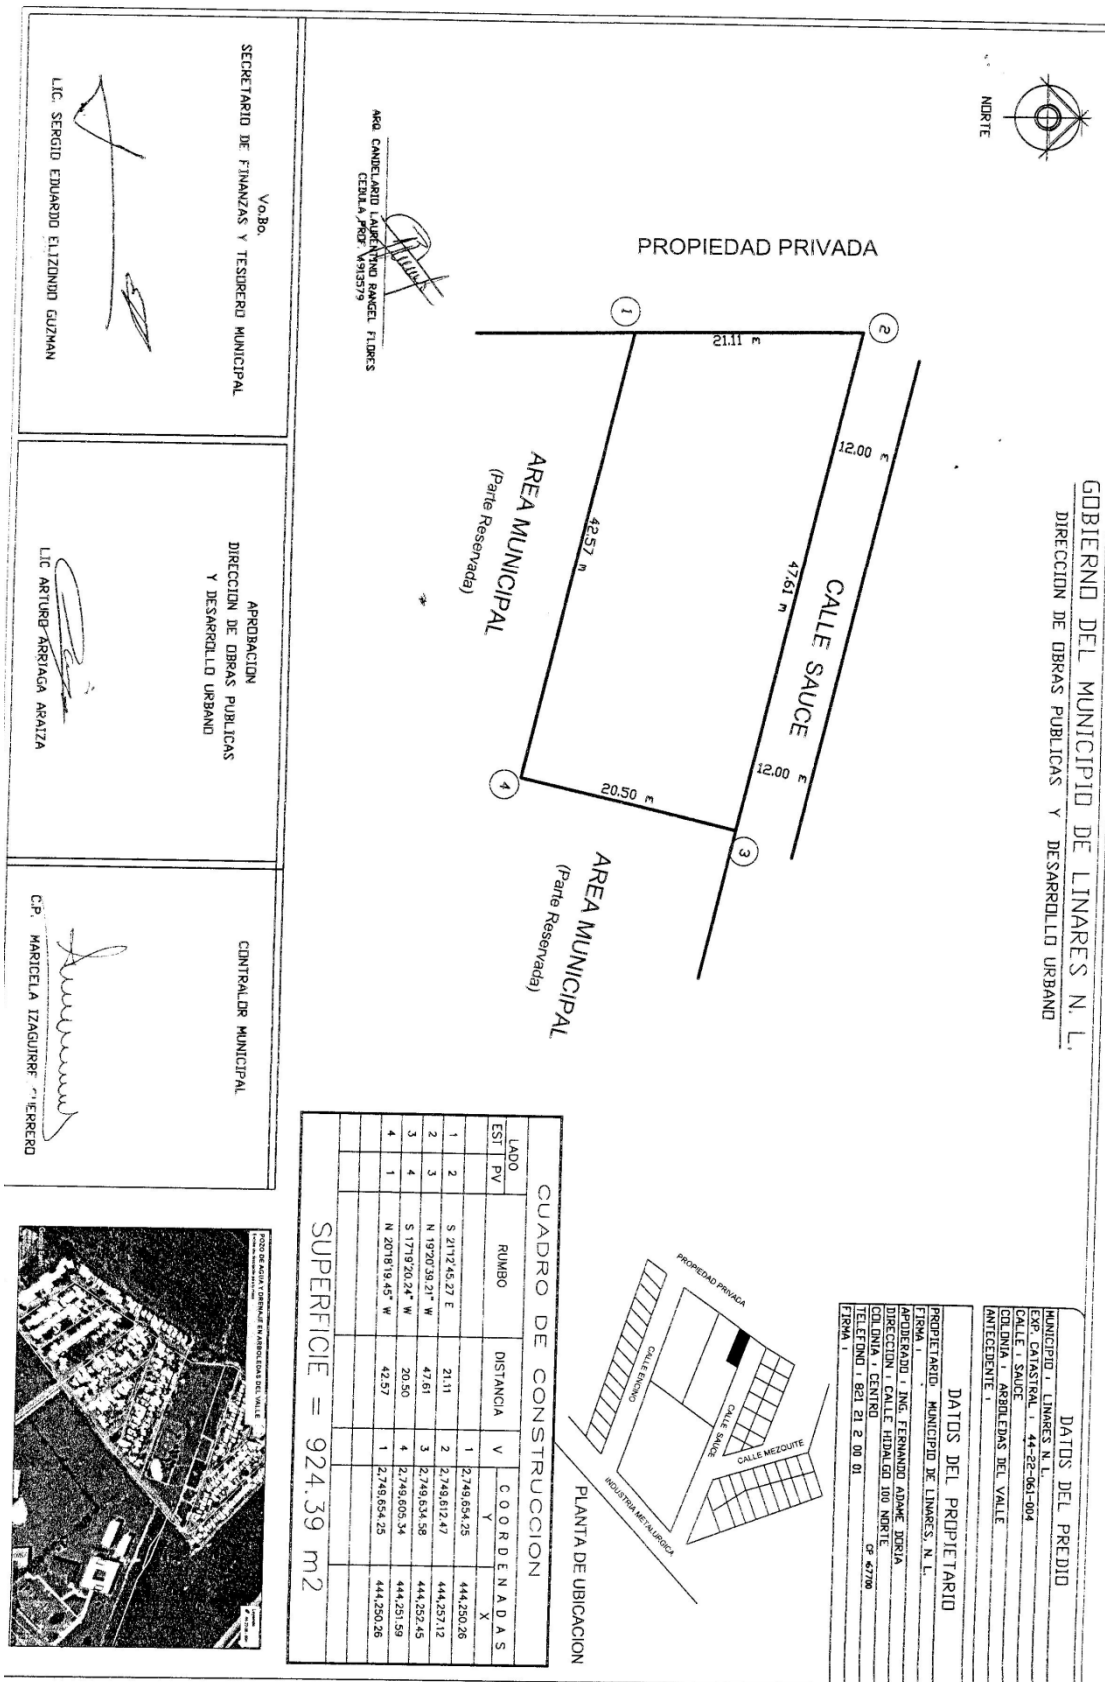 GOBIERNO DEL MUNICIPIO DE LINARES N. L.
DIRECCION DE OBRAS PUBLICAS Y DESARROLLO URBANO
NORTE
PROPIEDAD PRIVADA
1
2
3
4
21.11 m
12.00 m
47.61 m
12.00 m
CALLE SAUCE
42.57 m
20.50 m
AREA MUNICIPAL
(Parte Reservada)
AREA MUNICIPAL
(Parte Reservada)
ARQ. CANDELARIO LAURENTINO RANGEL FLORES
CEDULA PROF. 4913579
DATOS DEL PREDIO
MUNICIPIO : LINARES N. L.
EXP. CATASTRAL : 44-22-061-004
CALLE : SAUCE
COLONIA : ARBOLEDAS DEL VALLE
ANTECEDENTE :
DATOS DEL PROPIETARIO
PROPIETARIO: MUNICIPIO DE LINARES, N. L.
FIRMA :
APODERADO : ING. FERNANDO ADAME DORIA
DIRECCION : CALLE HIDALGO 100 NORTE
COLONIA : CENTRO CP 67700
TELEFONO : 821 21 2 00 01
FIRMA :
PROPIEDAD PRIVADA
CALLE ENCINO
CALLE SAUCE
CALLE MEZQUITE
INDUSTRIA METALURGICA
PLANTA DE UBICACION
CUADRO DE CONSTRUCCION
LADO RUMBO DISTANCIA V COORDENADAS
EST PV Y X
1 2,749,654.25 444,250.26
1 2 S 21°12'45.27 E 21.11 2 2,749,612.47 444,257.12
2 3 N 19°20'39.21" W 47.61 3 2,749,634.58 444,252.45
3 4 S 17°19'20.24" W 20.50 4 2,749,605.34 444,251.59
4 1 N 20°18'19.45" W 42.57 1 2,749,654.25 444,250.26
SUPERFICIE = 924.39 m2
Vo.Bo.
SECRETARIO DE FINANZAS Y TESORERO MUNICIPAL
LIC. SERGIO EDUARDO ELIZONDO GUZMAN
APROBACION
DIRECCION DE OBRAS PUBLICAS
Y DESARROLLO URBANO
LIC ARTURO ARRIAGA ARAIZA
CONTRALOR MUNICIPAL
C.P. MARICELA IZAGUIRRE GUERRERO
POZO DE AGUA Y DRENAJE EN ARBOLEDAS DEL VALLE